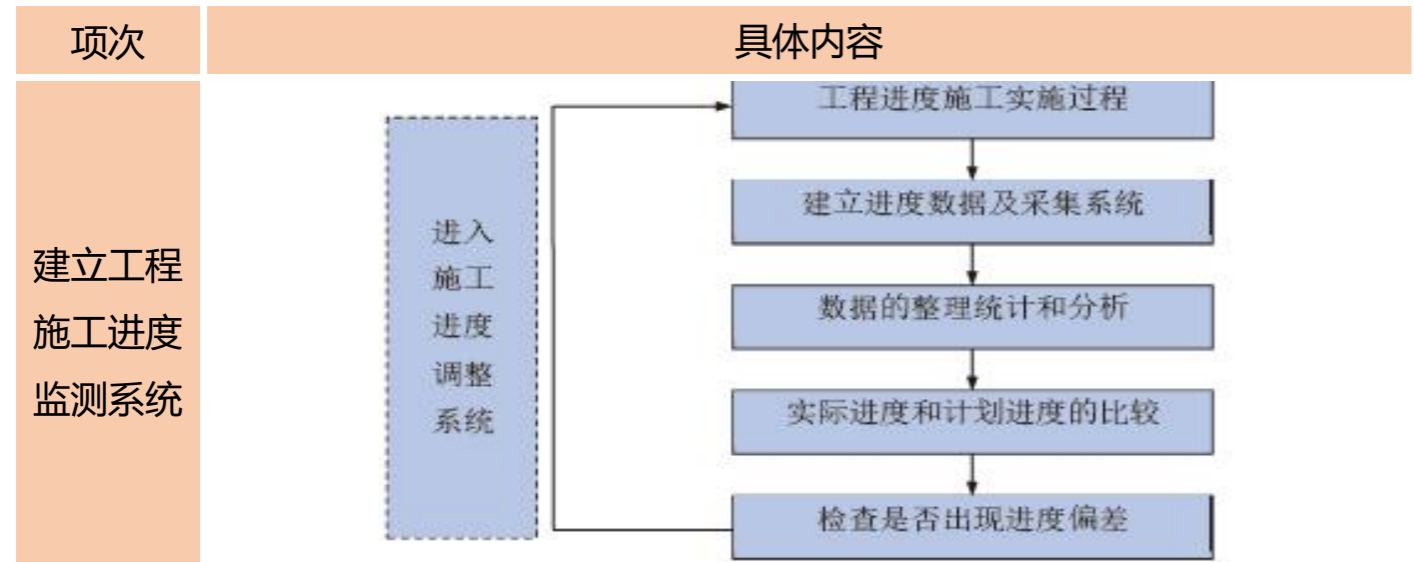 项次
具体内容
建立工程
施工进度
监测系统
进入
施工
进度
调整
系统
工程进度施工实施过程
建立进度数据及采集系统
数据的整理统计和分析
实际进度和计划进度的比较
检查是否出现进度偏差